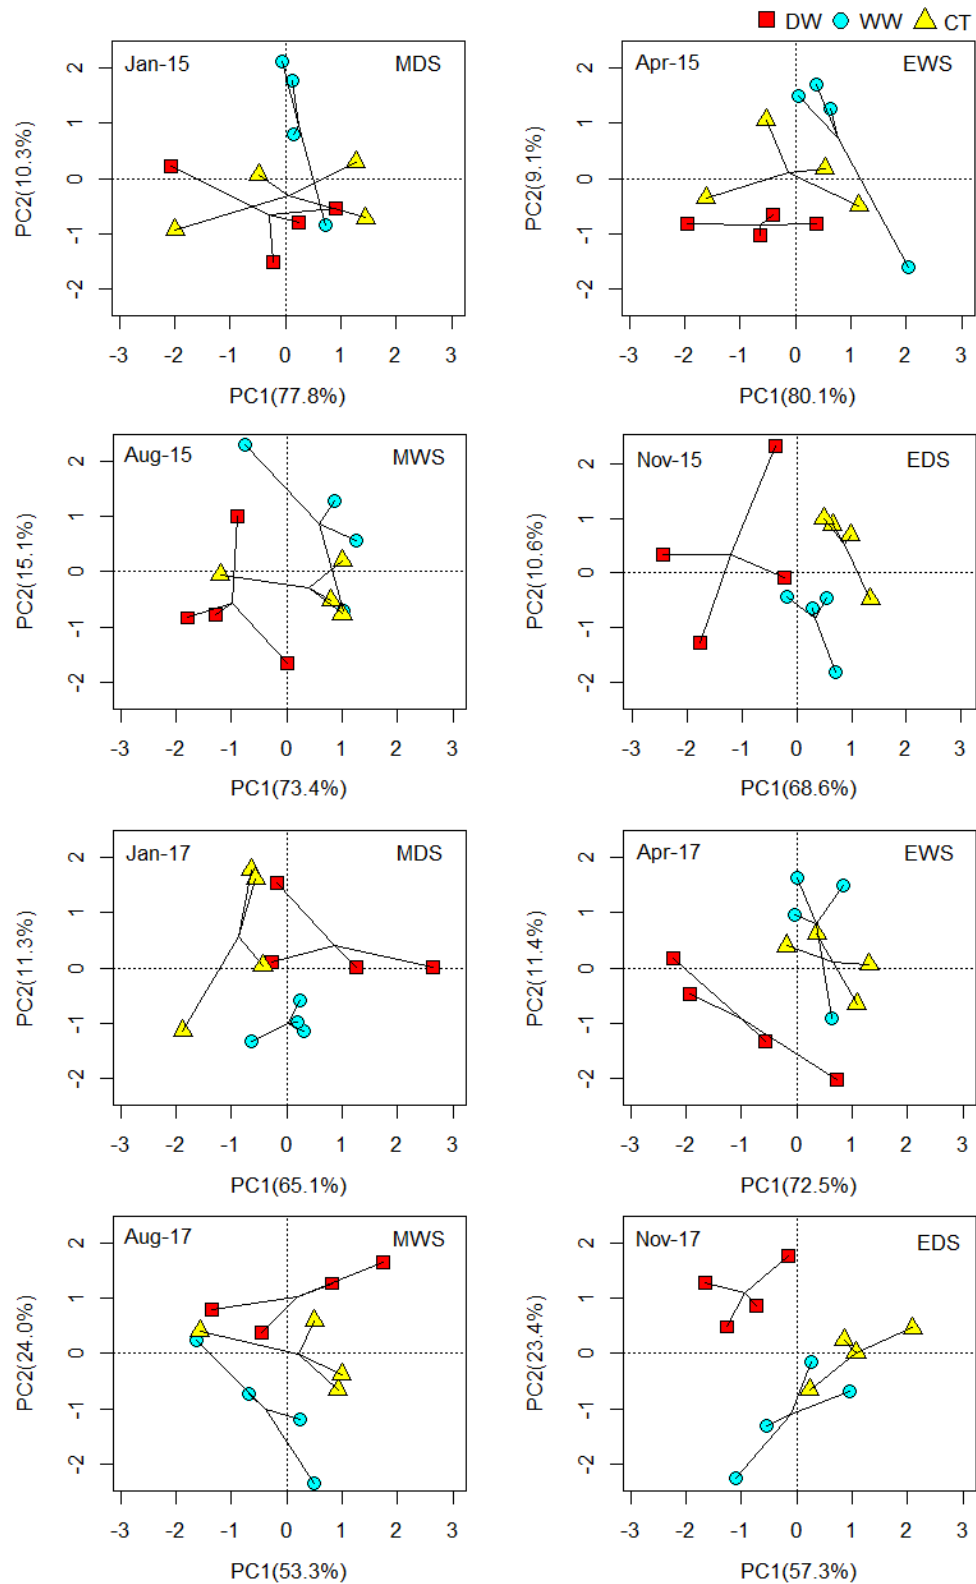 DW WW CT
Jan-15 MDS
PC2(10.3%)
2
1
0
-1
-2
-3 -2 -1 0 1 2 3
PC1(77.8%)
Apr-15 EWS
PC2(9.1%)
2
1
0
-1
-2
-3 -2 -1 0 1 2 3
PC1(80.1%)
Aug-15 MWS
PC2(15.1%)
2
1
0
-1
-2
-3 -2 -1 0 1 2 3
PC1(73.4%)
Nov-15 EDS
PC2(10.6%)
2
1
0
-1
-2
-3 -2 -1 0 1 2 3
PC1(68.6%)
Jan-17 MDS
PC2(11.3%)
2
1
0
-1
-2
-3 -2 -1 0 1 2 3
PC1(65.1%)
Apr-17 EWS
PC2(11.4%)
2
1
0
-1
-2
-3 -2 -1 0 1 2 3
PC1(72.5%)
Aug-17 MWS
PC2(24.0%)
2
1
0
-1
-2
-3 -2 -1 0 1 2 3
PC1(53.3%)
Nov-17 EDS
PC2(23.4%)
2
1
0
-1
-2
-3 -2 -1 0 1 2 3
PC1(57.3%)